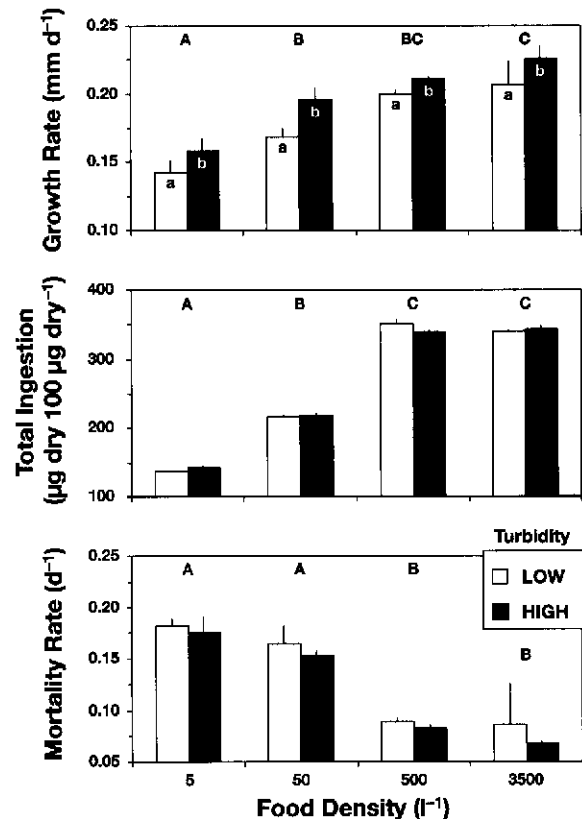 Growth Rate (mm d⁻¹)
0.25
0.20
0.15
0.10
A B BC C
a b a b a b a b
Total Ingestion
(µg dry 100 µg dry⁻¹)
400
300
200
100
A B C C
Mortality Rate (d⁻¹)
0.25
0.20
0.15
0.10
0.05
A A B B
Turbidity
LOW
HIGH
5 50 500 3500
Food Density (l⁻¹)